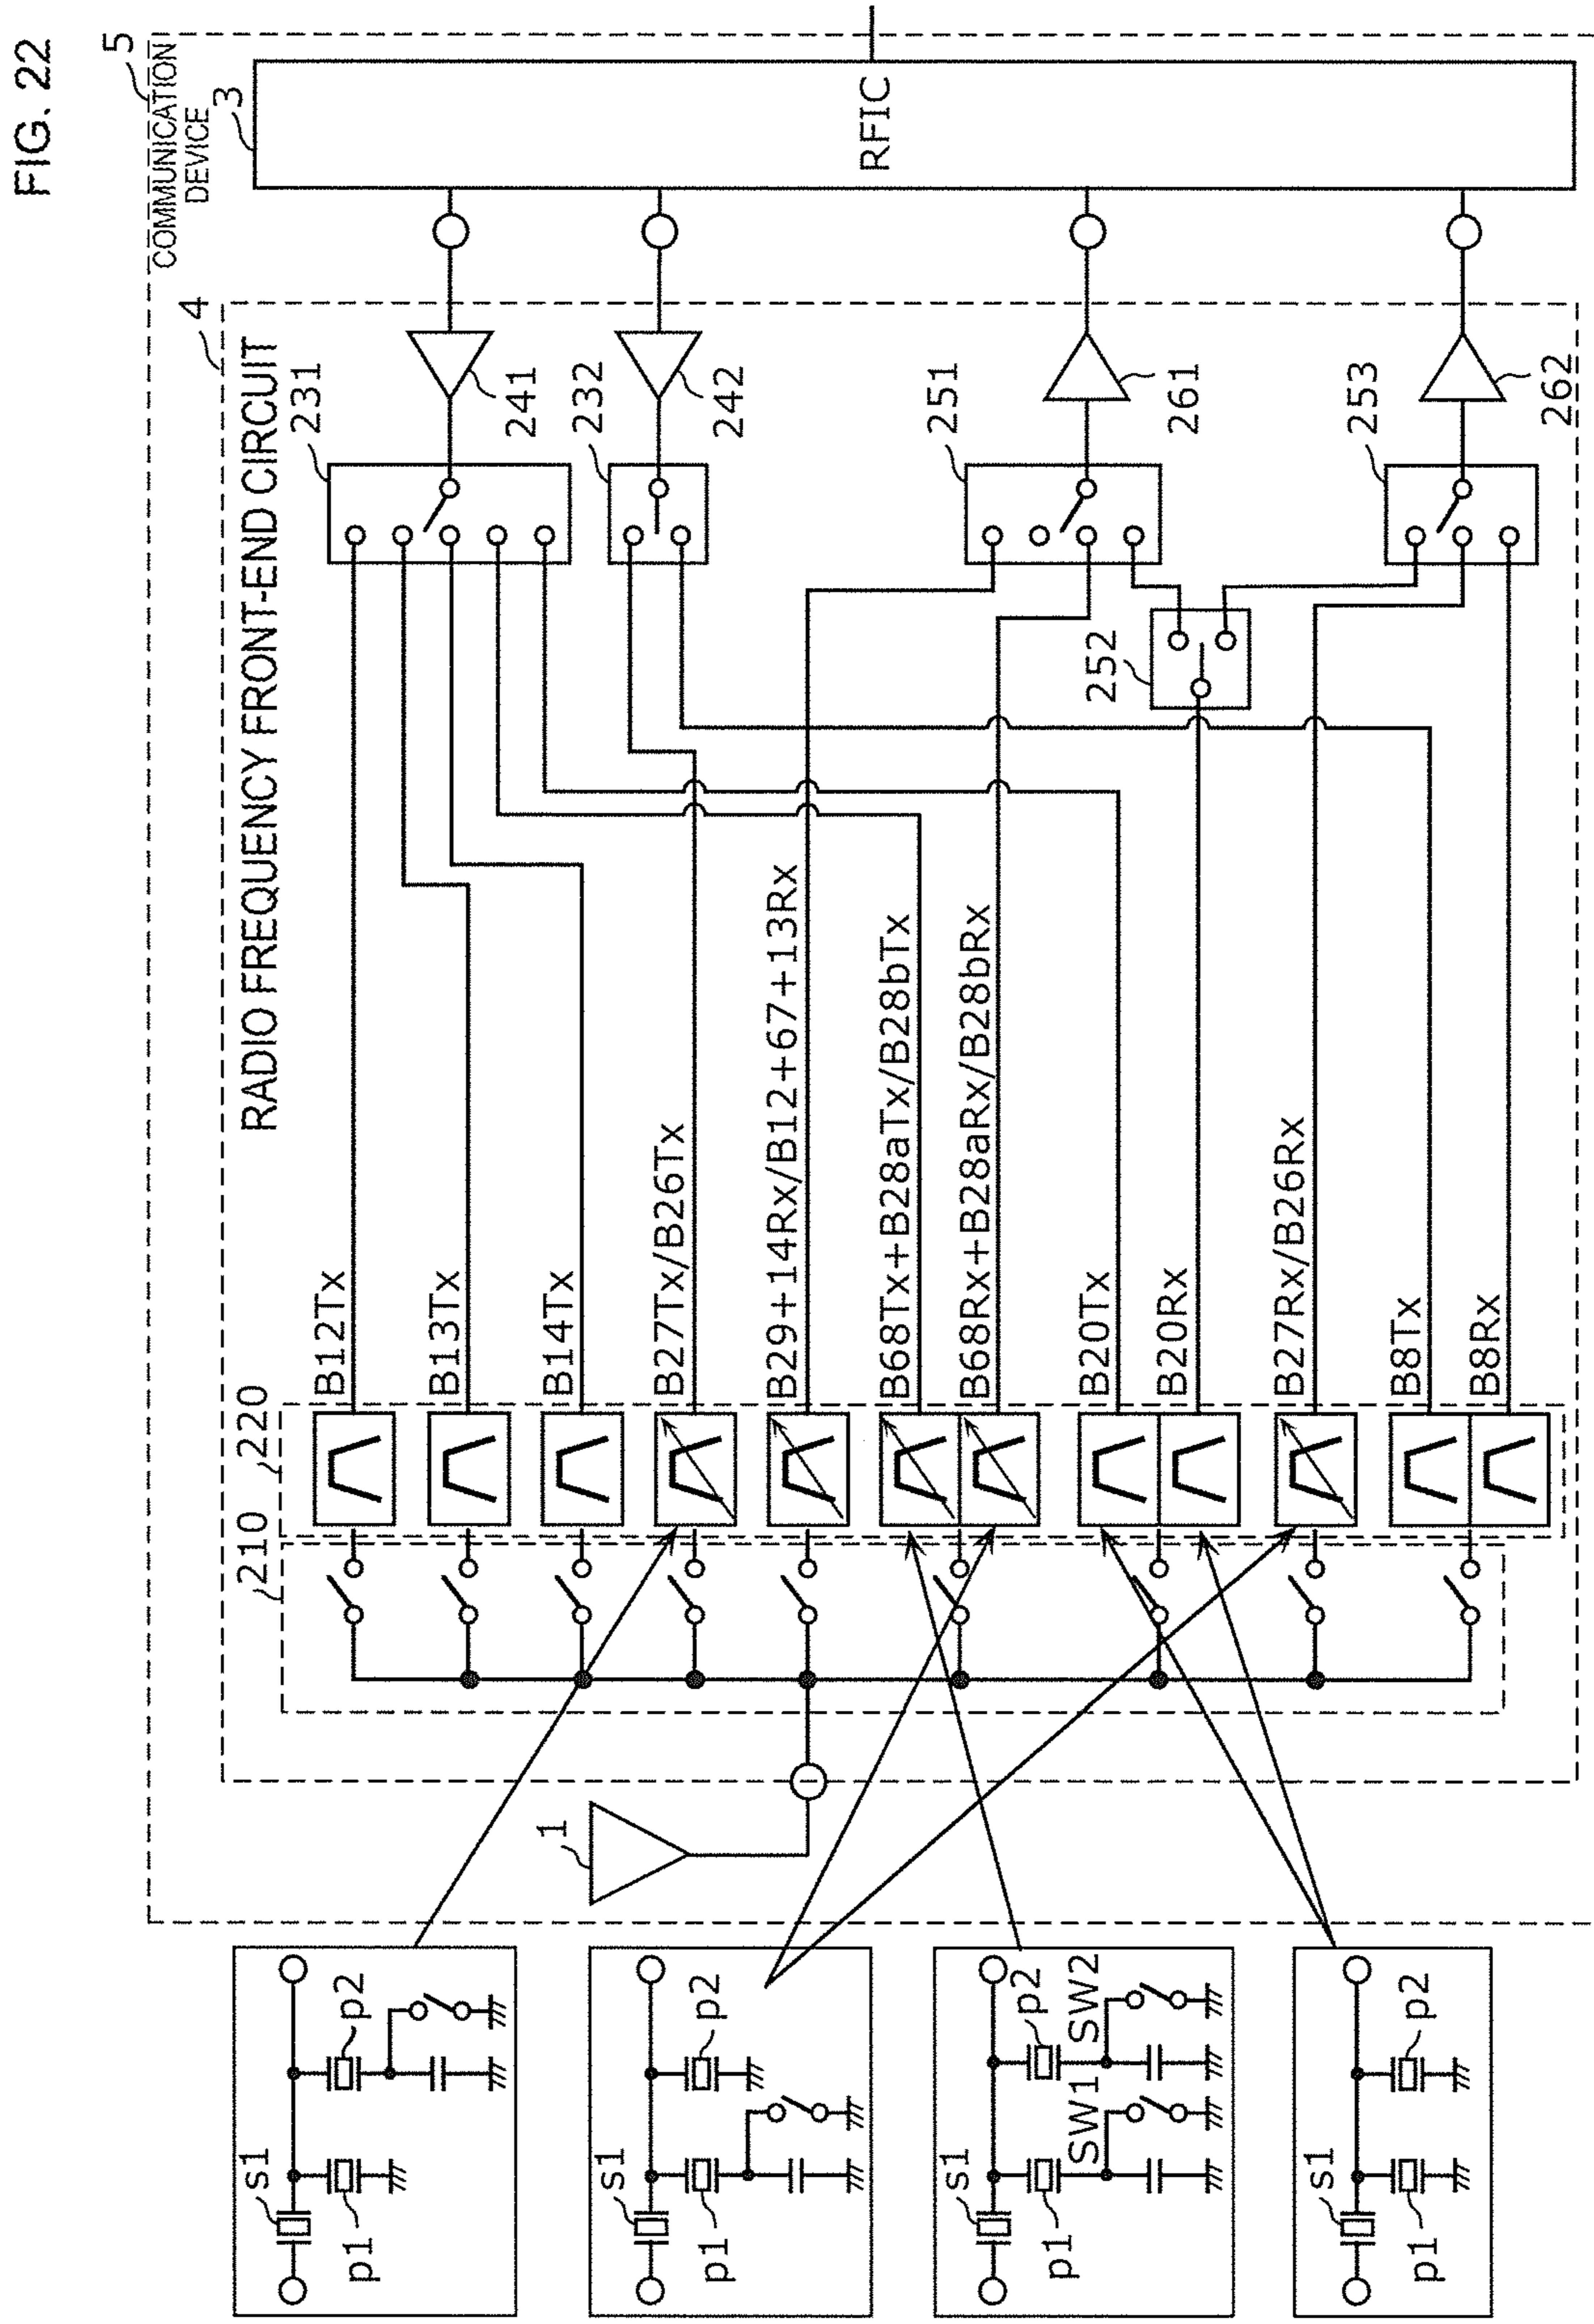 FIG. 22
5
COMMUNICATION
DEVICE
3
RFIC
4
RADIO FREQUENCY FRONT-END CIRCUIT
231
241
232
242
251
261
252
253
262
B12Tx
B13Tx
B14Tx
B27Tx/B26Tx
B29+14Rx/B12+67+13Rx
B68Tx+B28aTx/B28bTx
B68Rx+B28aRx/B28bRx
B20Tx
B20Rx
B27Rx/B26Rx
B8Tx
B8Rx
220
210
1
s1
p1
p2
s1
p1
p2
s1
p1
p2
SW1
SW2
s1
p1
p2